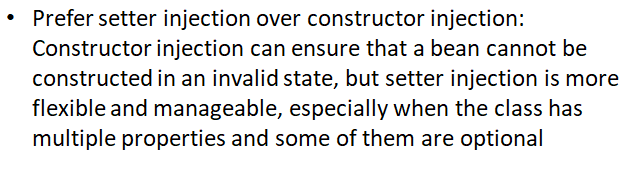 • Prefer setter injection over constructor injection:
Constructor injection can ensure that a bean cannot be
constructed in an invalid state, but setter injection is more
flexible and manageable, especially when the class has
multiple properties and some of them are optional